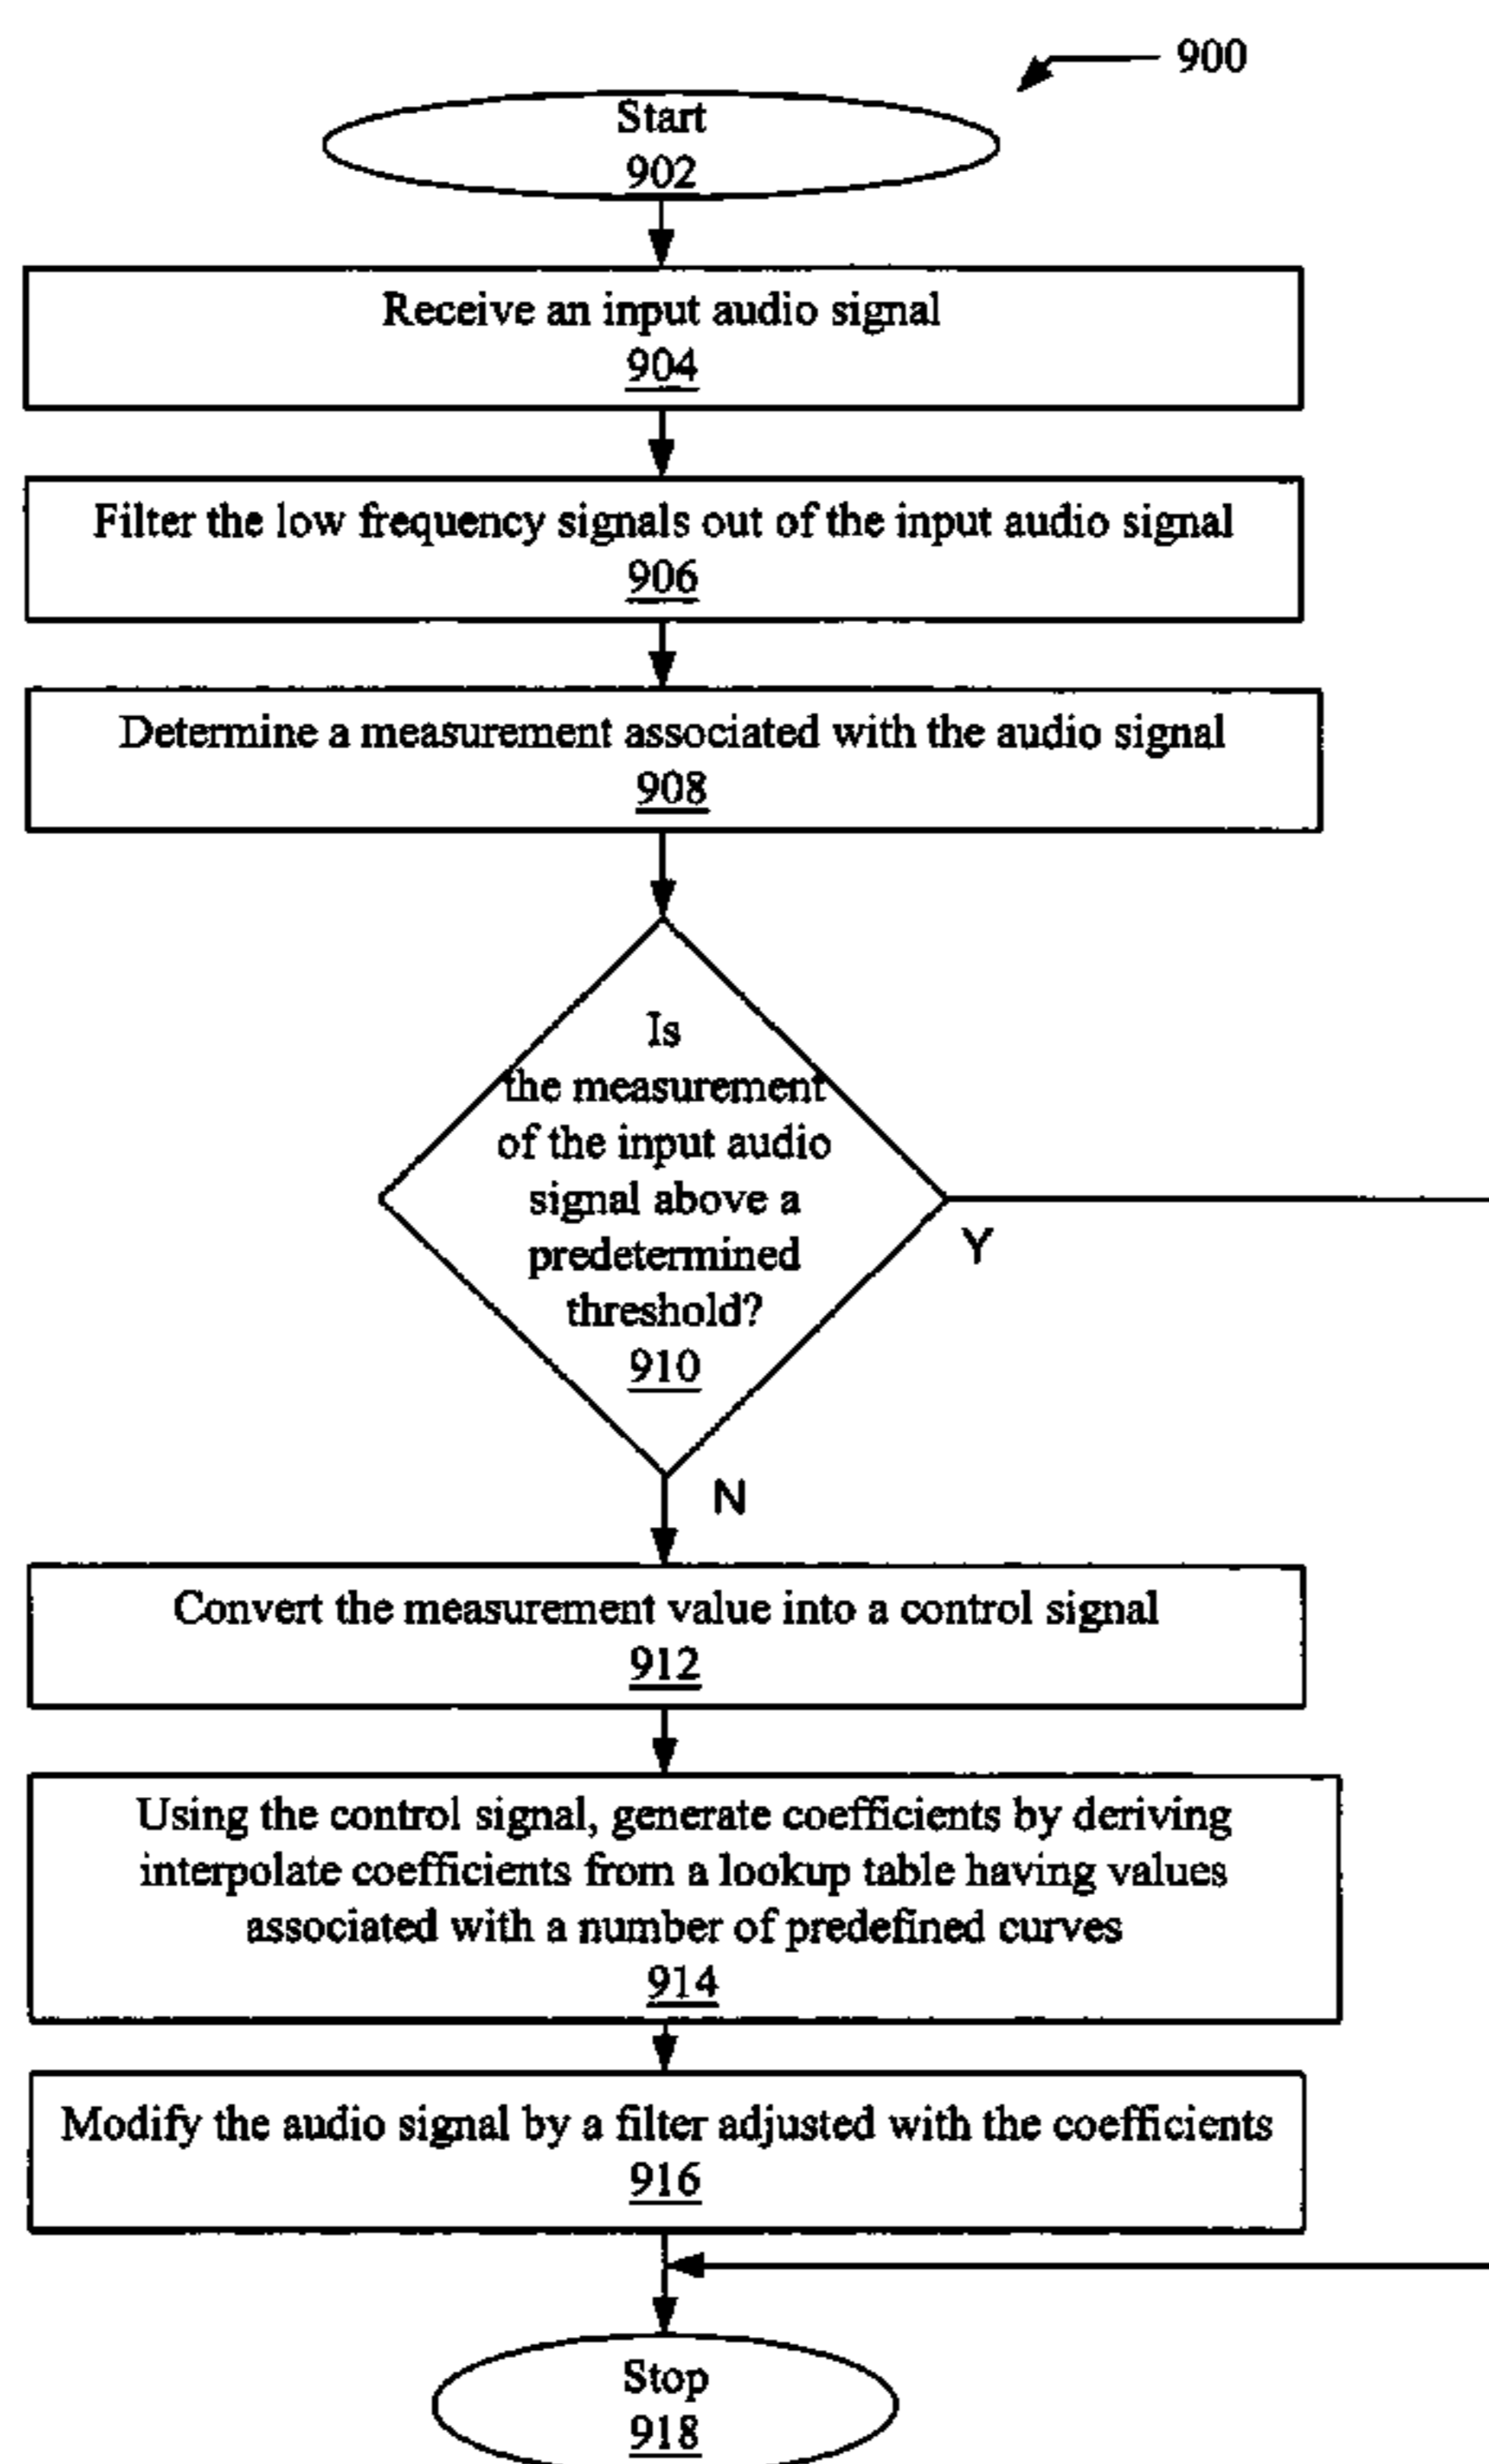 900
Start
902
Receive an input audio signal
904
Filter the low frequency signals out of the input audio signal
906
Determine a measurement associated with the audio signal
908
Is
the measurement
of the input audio
signal above a
predetermined
threshold?
910
Y
N
Convert the measurement value into a control signal
912
Using the control signal, generate coefficients by deriving
interpolate coefficients from a lookup table having values
associated with a number of predefined curves
914
Modify the audio signal by a filter adjusted with the coefficients
916
Stop
918